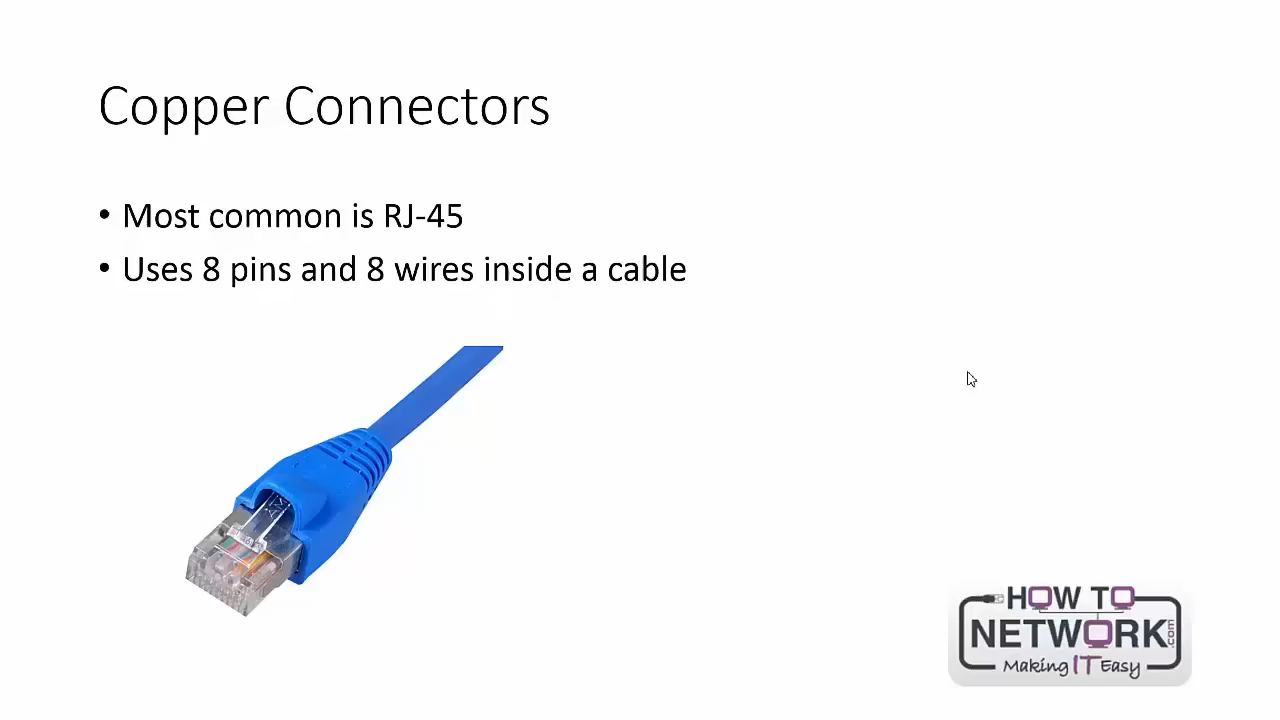 Copper Connectors
• Most common is RJ-45
• Uses 8 pins and 8 wires inside a cable
HOW TO
NETWORK.com
Making IT Easy